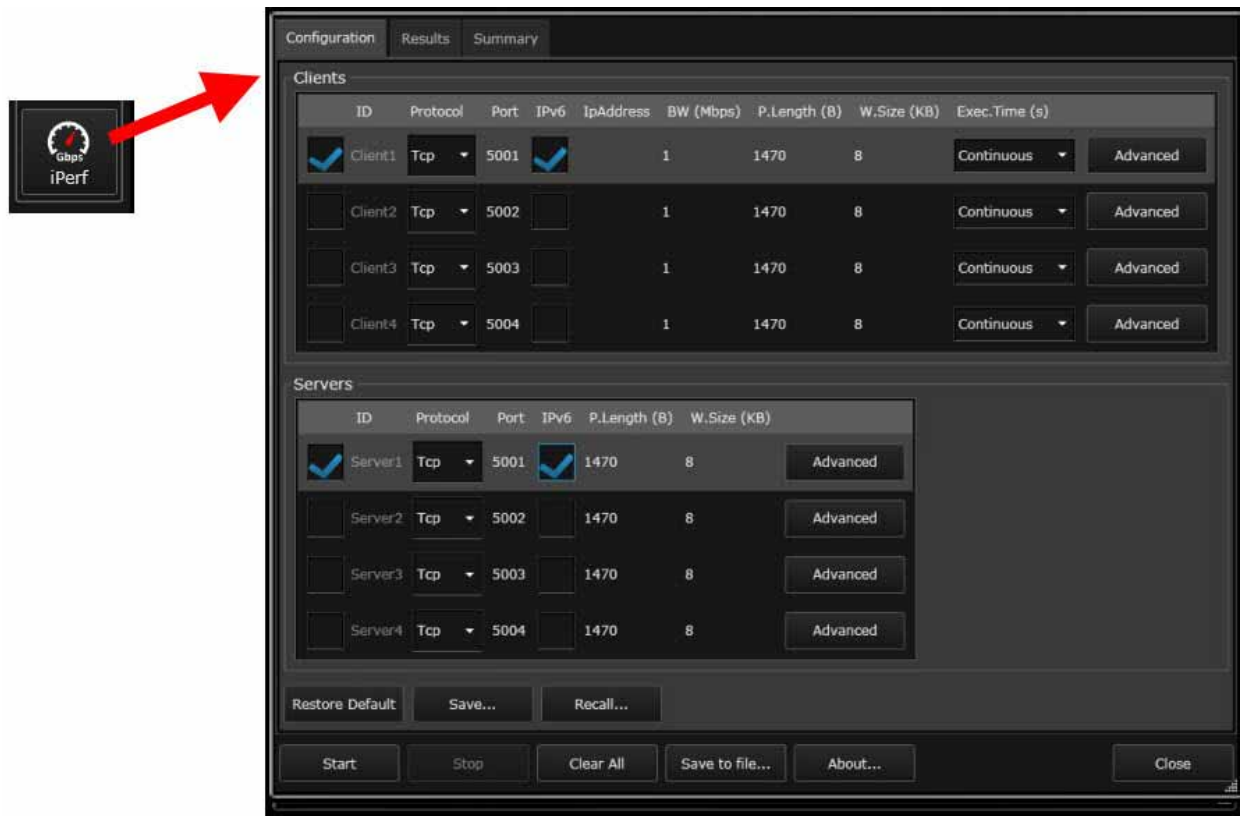 Gbps
iPerf
Configuration Results Summary
Clients
ID Protocol Port IPv6 IpAddress BW (Mbps) P.Length (B) W.Size (KB) Exec.Time (s)
Client1 Tcp 5001 1 1470 8 Continuous Advanced
Client2 Tcp 5002 1 1470 8 Continuous Advanced
Client3 Tcp 5003 1 1470 8 Continuous Advanced
Client4 Tcp 5004 1 1470 8 Continuous Advanced
Servers
ID Protocol Port IPv6 P.Length (B) W.Size (KB)
Server1 Tcp 5001 1470 8 Advanced
Server2 Tcp 5002 1470 8 Advanced
Server3 Tcp 5003 1470 8 Advanced
Server4 Tcp 5004 1470 8 Advanced
Restore Default Save... Recall...
Start Stop Clear All Save to file... About... Close